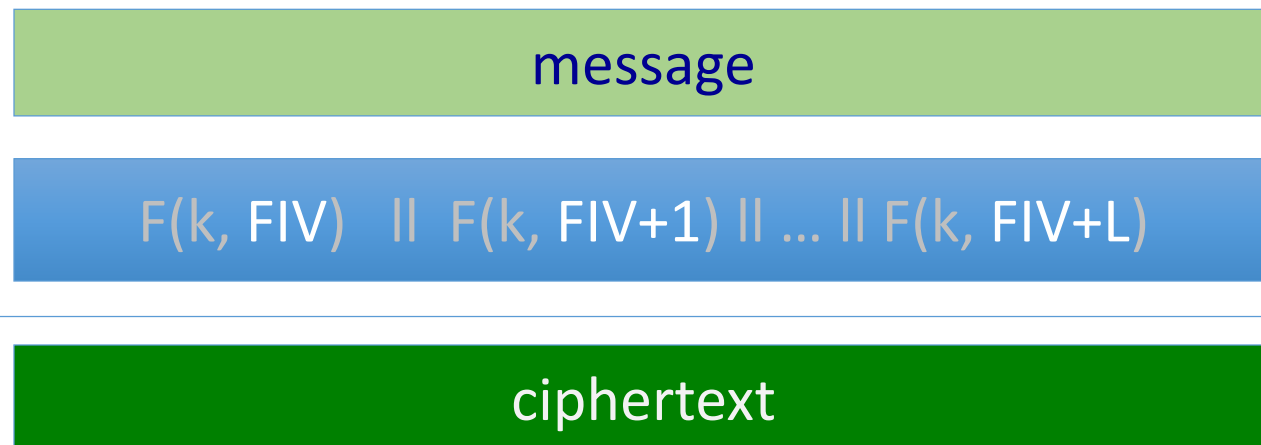 message
F(k, FIV) ll F(k, FIV+1) ll … ll F(k, FIV+L)
ciphertext